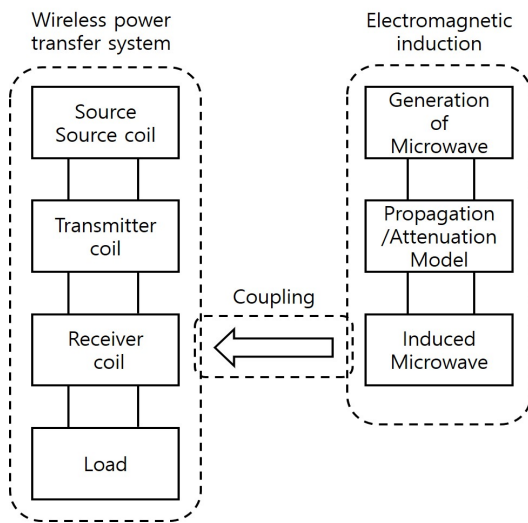 Wireless power
transfer system
Source
Source coil
Transmitter
coil
Receiver
coil
Load
Coupling
Electromagnetic
induction
Generation
of
Microwave
Propagation
/Attenuation
Model
Induced
Microwave